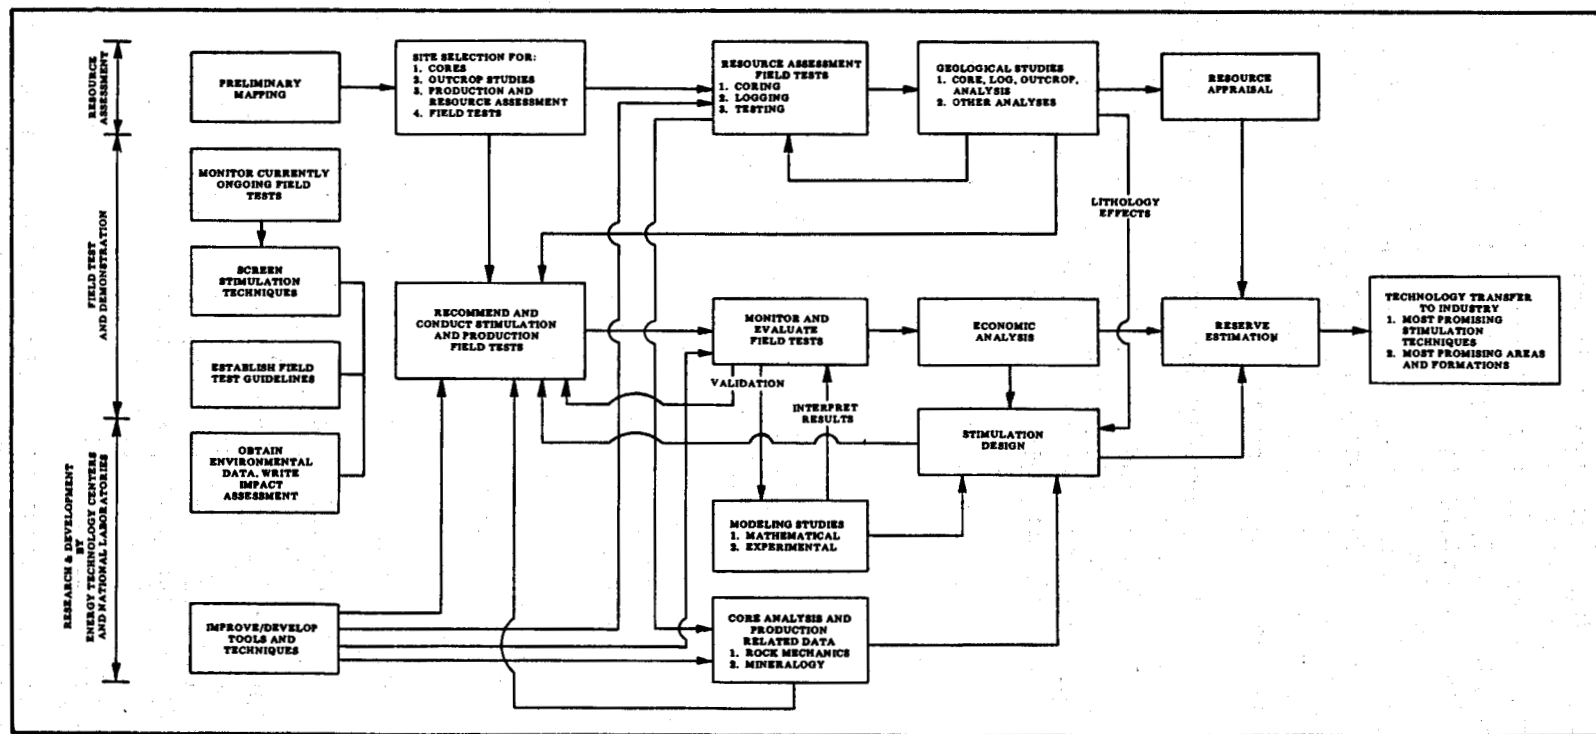 RESOURCE
ASSESSMENT
FIELD TEST
AND DEMONSTRATION
RESEARCH & DEVELOPMENT
BY
ENERGY TECHNOLOGY CENTERS
AND NATIONAL LABORATORIES
PRELIMINARY
MAPPING
SITE SELECTION FOR:
1. CORES
2. OUTCROP STUDIES
3. PRODUCTION AND
RESOURCE ASSESSMENT
4. FIELD TESTS
RESOURCE ASSESSMENT
FIELD TESTS
1. CORING
2. LOGGING
3. TESTING
GEOLOGICAL STUDIES
1. CORE, LOG, OUTCROP,
ANALYSIS
2. OTHER ANALYSES
RESOURCE
APPRAISAL
MONITOR CURRENTLY
ONGOING FIELD
TESTS
LITHOLOGY
EFFECTS
SCREEN
STIMULATION
TECHNIQUES
RECOMMEND AND
CONDUCT STIMULATION
AND PRODUCTION
FIELD TESTS
MONITOR AND
EVALUATE
FIELD TESTS
ECONOMIC
ANALYSIS
RESERVE
ESTIMATION
TECHNOLOGY TRANSFER
TO INDUSTRY
1. MOST PROMISING
STIMULATION
TECHNIQUES
2. MOST PROMISING AREAS
AND FORMATIONS
ESTABLISH FIELD
TEST GUIDELINES
VALIDATION
INTERPRET
RESULTS
STIMULATION
DESIGN
OBTAIN
ENVIRONMENTAL
DATA, WRITE
IMPACT
ASSESSMENT
MODELING STUDIES
1. MATHEMATICAL
2. EXPERIMENTAL
IMPROVE/DEVELOP
TOOLS AND
TECHNIQUES
CORE ANALYSIS AND
PRODUCTION
RELATED DATA
1. ROCK MECHANICS
2. MINERALOGY